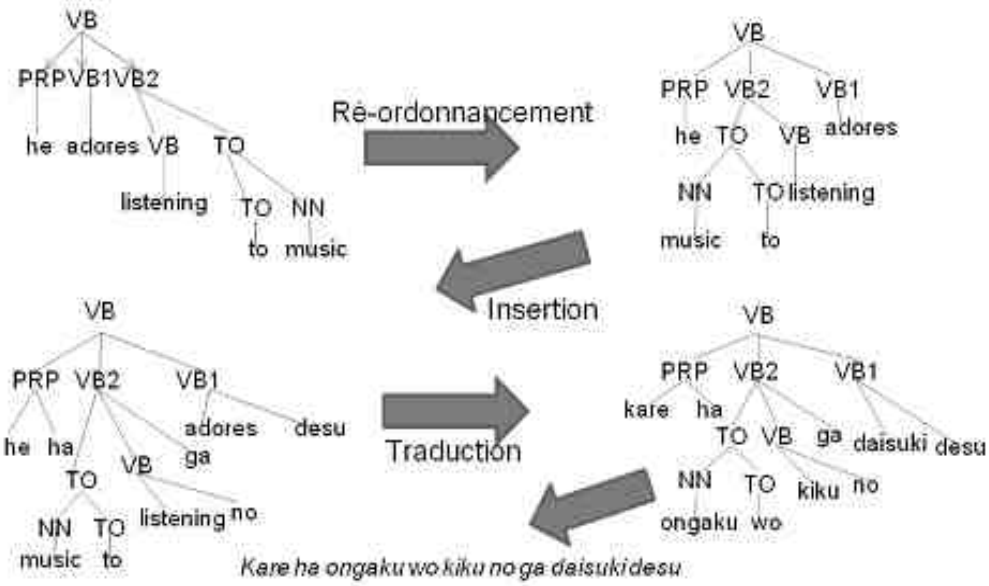 VB
PRP VB1 VB2
he adores VB TO
listening TO NN
to music
Ré-ordonnancement
VB
PRP VB2 VB1
he TO VB adores
NN TO listening
music to
Insertion
VB
PRP VB2 VB1
he ha adores desu
TO VB ga
NN TO listening no
music to
Traduction
VB
PRP VB2 VB1
kare ha TO VB ga daisuki desu
NN TO kiku no
ongaku wo
Kare ha ongaku wo kiku no ga daisuki desu